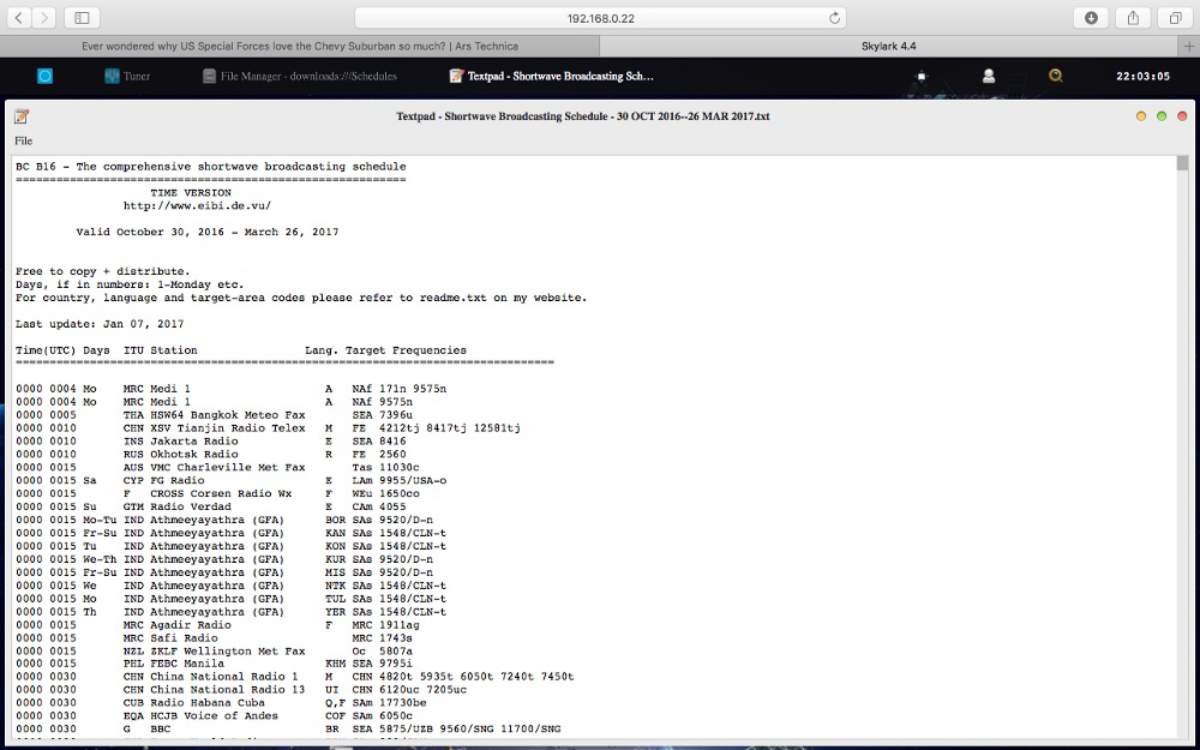 192.168.0.22
Ever wondered why US Special Forces love the Chevy Suburban so much? | Ars Technica
Skylark 4.4
Tuner
File Manager - downloads:///Schedules
Textpad - Shortwave Broadcasting Sch...
22:03:05
Textpad - Shortwave Broadcasting Schedule - 30 OCT 2016--26 MAR 2017.txt
File
BC B16 - The comprehensive shortwave broadcasting schedule
==========================================================
TIME VERSION
http://www.eibi.de.vu/
Valid October 30, 2016 - March 26, 2017
Free to copy + distribute.
Days, if in numbers: 1-Monday etc.
For country, language and target-area codes please refer to readme.txt on my website.
Last update: Jan 07, 2017
Time(UTC) Days  ITU Station                Lang. Target Frequencies
================================================================================
0000 0004 Mo    MRC Medi 1                    A   NAf 171n 9575n
0000 0004 Mo    MRC Medi 1                    A   NAf 9575n
0000 0005       THA HSW64 Bangkok Meteo Fax       SEA 7396u
0000 0010       CHN XSV Tianjin Radio Telex   M   FE  4212tj 8417tj 12581tj
0000 0010       INS Jakarta Radio             E   SEA 8416
0000 0010       RUS Okhotsk Radio             R   FE  2560
0000 0015       AUS VMC Charleville Met Fax       Tas 11030c
0000 0015 Sa    CYP FG Radio                  E   LAm 9955/USA-o
0000 0015       F   CROSS Corsen Radio Wx     F   WEu 1650co
0000 0015 Su    GTM Radio Verdad              E   CAm 4055
0000 0015 Mo-Tu IND Athmeeyayathra (GFA)      BOR SAs 9520/D-n
0000 0015 Fr-Su IND Athmeeyayathra (GFA)      KAN SAs 1548/CLN-t
0000 0015 Tu    IND Athmeeyayathra (GFA)      KON SAs 1548/CLN-t
0000 0015 We-Th IND Athmeeyayathra (GFA)      KUR SAs 9520/D-n
0000 0015 Fr-Su IND Athmeeyayathra (GFA)      MIS SAs 9520/D-n
0000 0015 We    IND Athmeeyayathra (GFA)      NTK SAs 1548/CLN-t
0000 0015 Mo    IND Athmeeyayathra (GFA)      TUL SAs 1548/CLN-t
0000 0015 Th    IND Athmeeyayathra (GFA)      YER SAs 1548/CLN-t
0000 0015       MRC Agadir Radio              F   MRC 1911ag
0000 0015       MRC Safi Radio                    MRC 1743s
0000 0015       NZL ZKLF Wellington Met Fax       Oc  5807a
0000 0015       PHL FEBC Manila               KHM SEA 9795i
0000 0030       CHN China National Radio 1    M   CHN 4820t 5935t 6050t 7240t 7450t
0000 0030       CHN China National Radio 13   UI  CHN 6120uc 7205uc
0000 0030       CUB Radio Habana Cuba         Q,F SAm 17730be
0000 0030       EQA HCJB Voice of Andes       COF SAm 6050c
0000 0030       G   BBC                       BR  SEA 5875/UZB 9560/SNG 11700/SNG